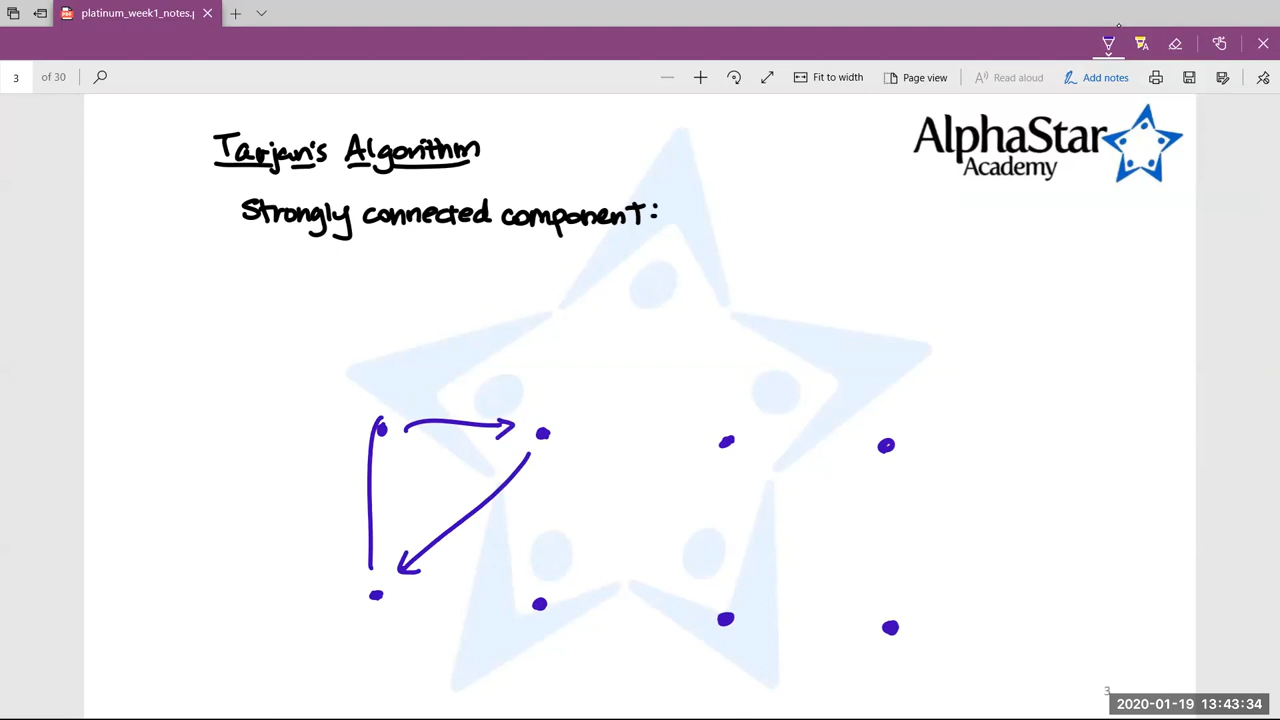 platinum_week1_notes.p
3 of 30
Fit to width
Page view
Read aloud
Add notes
Tarjan's Algorithm
AlphaStar
Academy
Strongly connected component:
3
2020-01-19 13:43:34